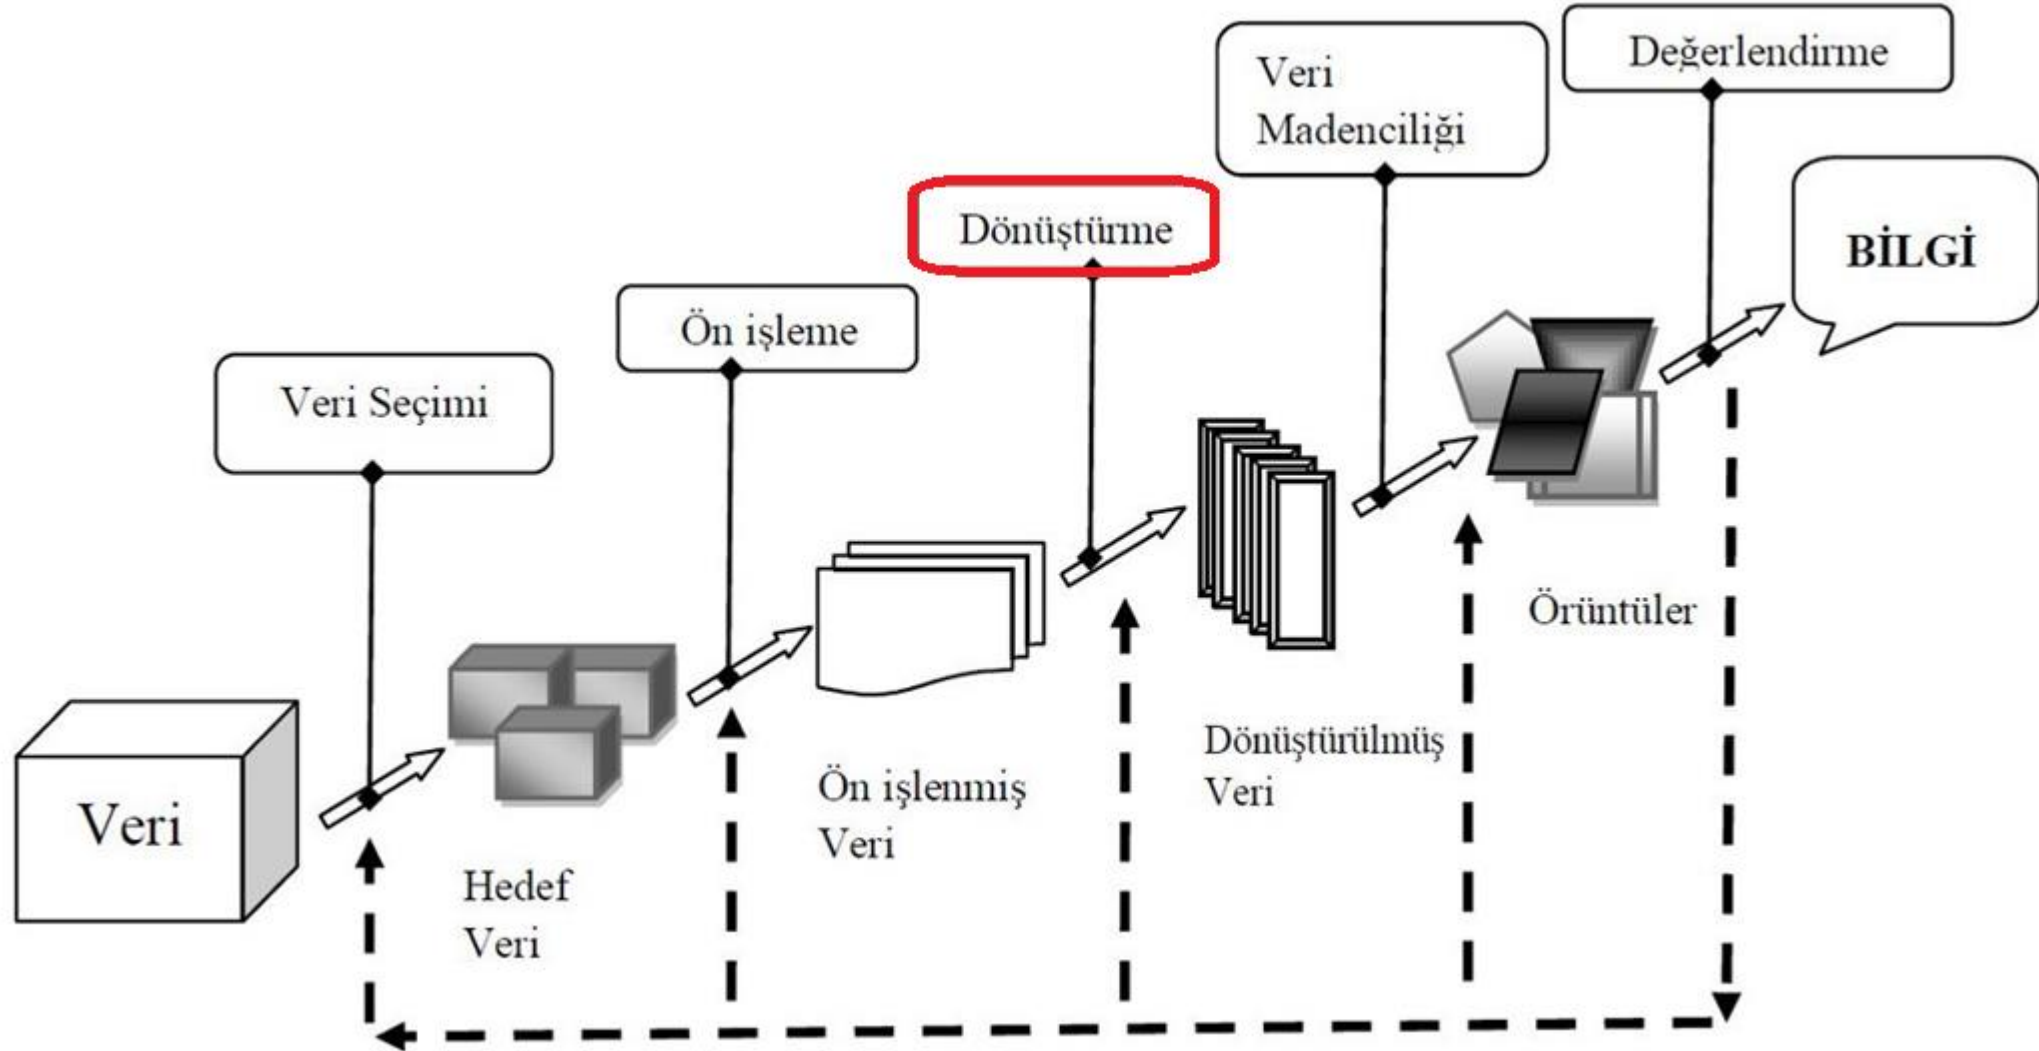 Değerlendirme
Veri
Madenciliği
Dönüştürme
BİLGİ
Ön işleme
Veri Seçimi
Örüntüler
Dönüştürülmüş
Veri
Ön işlenmiş
Veri
Veri
Hedef
Veri